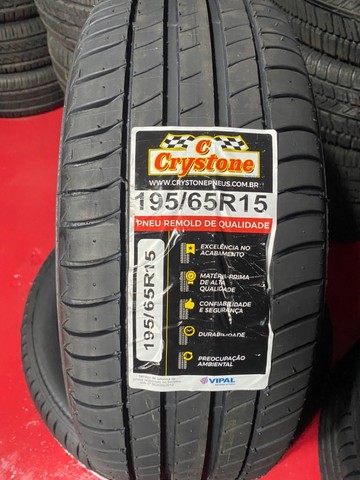 C
Crystone
WWW.CRYSTONEPNEUS.COM.BR
195/65R15
PNEU REMOLD DE QUALIDADE
195/65R15
EXCELÊNCIA NO
ACABAMENTO
MATÉRIA-PRIMA
DE ALTA
QUALIDADE
CONFIABILIDADE
E SEGURANÇA
DURABILIDADE
PREOCUPAÇÃO
AMBIENTAL
VIPAL